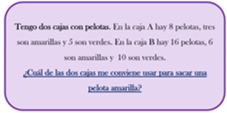 Tengo dos cajas con pelotas. En la caja A hay 8 pelotas, tres
son amarillas y 5 son verdes. En la caja B hay 16 pelotas, 6
son amarillas y 10 son verdes.
¿Cuál de las dos cajas me conviene usar para sacar una
pelota amarilla?